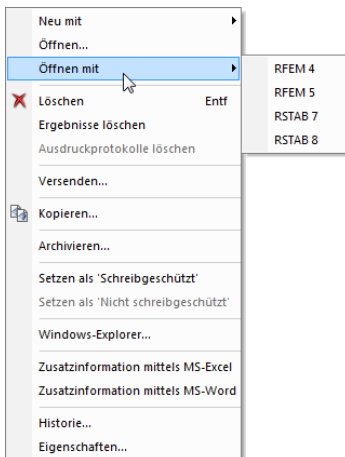 Neu mit
Öffnen...
Öffnen mit
RFEM 4
RFEM 5
RSTAB 7
RSTAB 8
Löschen Entf
Ergebnisse löschen
Ausdruckprotokolle löschen
Versenden...
Kopieren...
Archivieren...
Setzen als 'Schreibgeschützt'
Setzen als 'Nicht schreibgeschützt'
Windows-Explorer...
Zusatzinformation mittels MS-Excel
Zusatzinformation mittels MS-Word
Historie...
Eigenschaften...